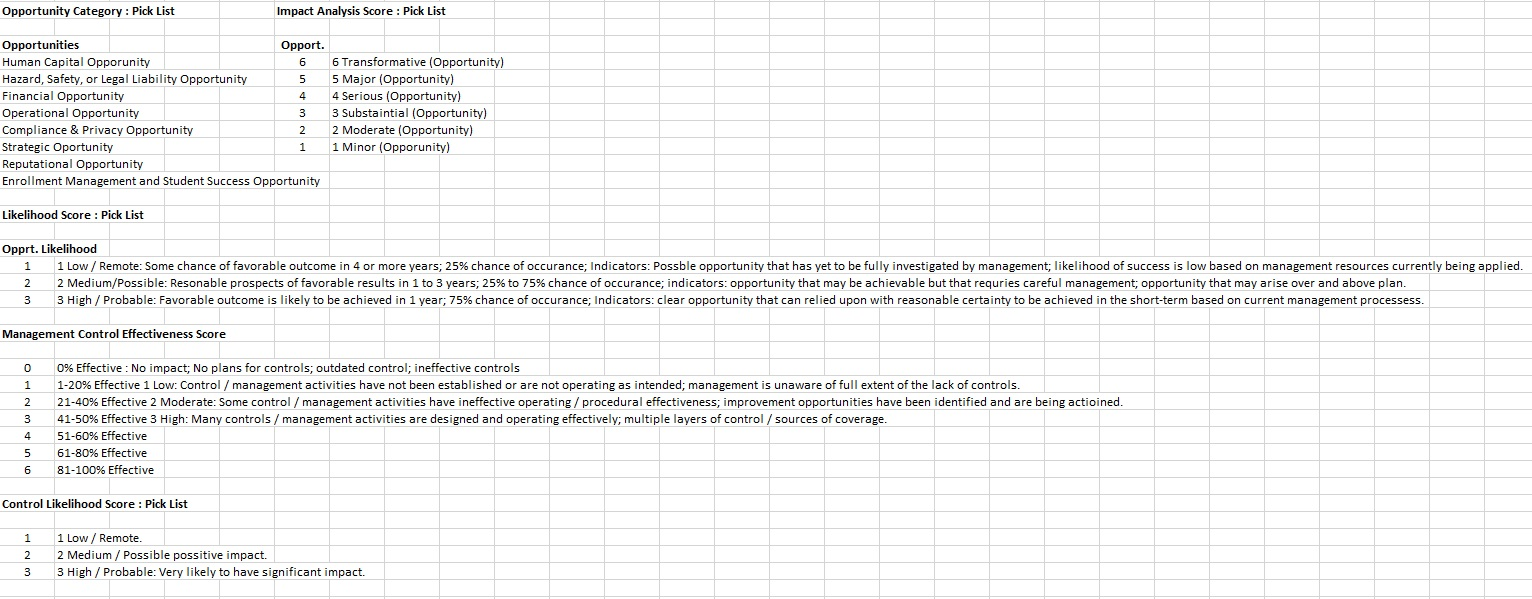 Opportunity Category : Pick List Impact Analysis Score : Pick List
Opportunities Opport.
Human Capital Opporunity 6 6 Transformative (Opportunity)
Hazard, Safety, or Legal Liability Opportunity 5 5 Major (Opportunity)
Financial Opportunity 4 4 Serious (Opportunity)
Operational Opportunity 3 3 Substaintial (Opportunity)
Compliance & Privacy Opportunity 2 2 Moderate (Opportunity)
Strategic Oportunity 1 1 Minor (Opporunity)
Reputational Opportunity
Enrollment Management and Student Success Opportunity
Likelihood Score : Pick List
Opprt. Likelihood
1 1 Low / Remote: Some chance of favorable outcome in 4 or more years; 25% chance of occurance; Indicators: Possble opportunity that has yet to be fully investigated by management; likelihood of success is low based on management resources currently being applied.
2 2 Medium/Possible: Resonable prospects of favorable results in 1 to 3 years; 25% to 75% chance of occurance; indicators: opportunity that may be achievable but that requries careful management; opportunity that may arise over and above plan.
3 3 High / Probable: Favorable outcome is likely to be achieved in 1 year; 75% chance of occurance; Indicators: clear opportunity that can relied upon with reasonable certainty to be achieved in the short-term based on current management processess.
Management Control Effectiveness Score
0 0% Effective : No impact; No plans for controls; outdated control; ineffective controls
1 1-20% Effective 1 Low: Control / management activities have not been established or are not operating as intended; management is unaware of full extent of the lack of controls.
2 21-40% Effective 2 Moderate: Some control / management activities have ineffective operating / procedural effectiveness; improvement opportunities have been identified and are being actioined.
3 41-50% Effective 3 High: Many controls / management activities are designed and operating effectively; multiple layers of control / sources of coverage.
4 51-60% Effective
5 61-80% Effective
6 81-100% Effective
Control Likelihood Score : Pick List
1 1 Low / Remote.
2 2 Medium / Possible possitive impact.
3 3 High / Probable: Very likely to have significant impact.